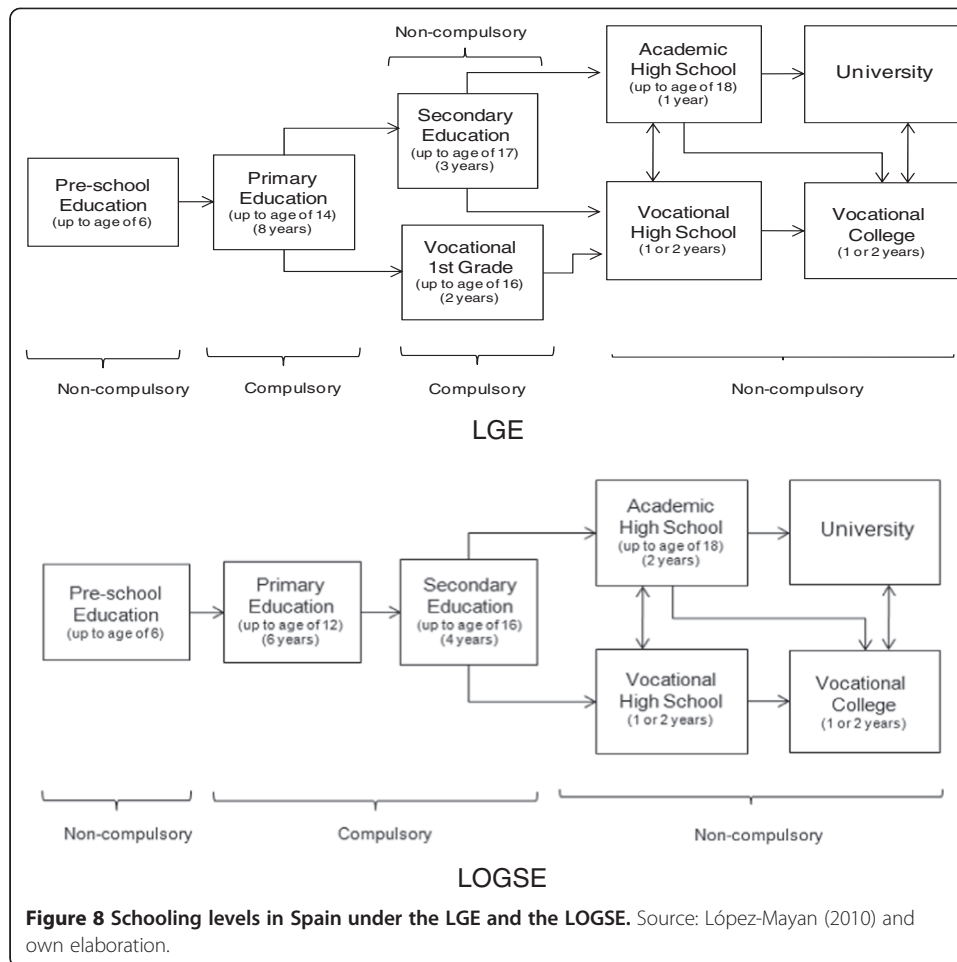 Non-compulsory
Academic
High School
(up to age of 18)
(1 year)
University
Secondary
Education
(up to age of 17)
(3 years)
Pre-school
Education
(up to age of 6)
Primary
Education
(up to age of 14)
(8 years)
Vocational
High School
(1 or 2 years)
Vocational
College
(1 or 2 years)
Vocational
1st Grade
(up to age of 16)
(2 years)
Non-compulsory
Compulsory
Compulsory
Non-compulsory
LGE
Academic
High School
(up to age of 18)
(2 years)
University
Pre-school
Education
(up to age of 6)
Primary
Education
(up to age of 12)
(6 years)
Secondary
Education
(up to age of 16)
(4 years)
Vocational
High School
(1 or 2 years)
Vocational
College
(1 or 2 years)
Non-compulsory
Compulsory
Non-compulsory
LOGSE
Figure 8 Schooling levels in Spain under the LGE and the LOGSE. Source: López-Mayan (2010) and
own elaboration.